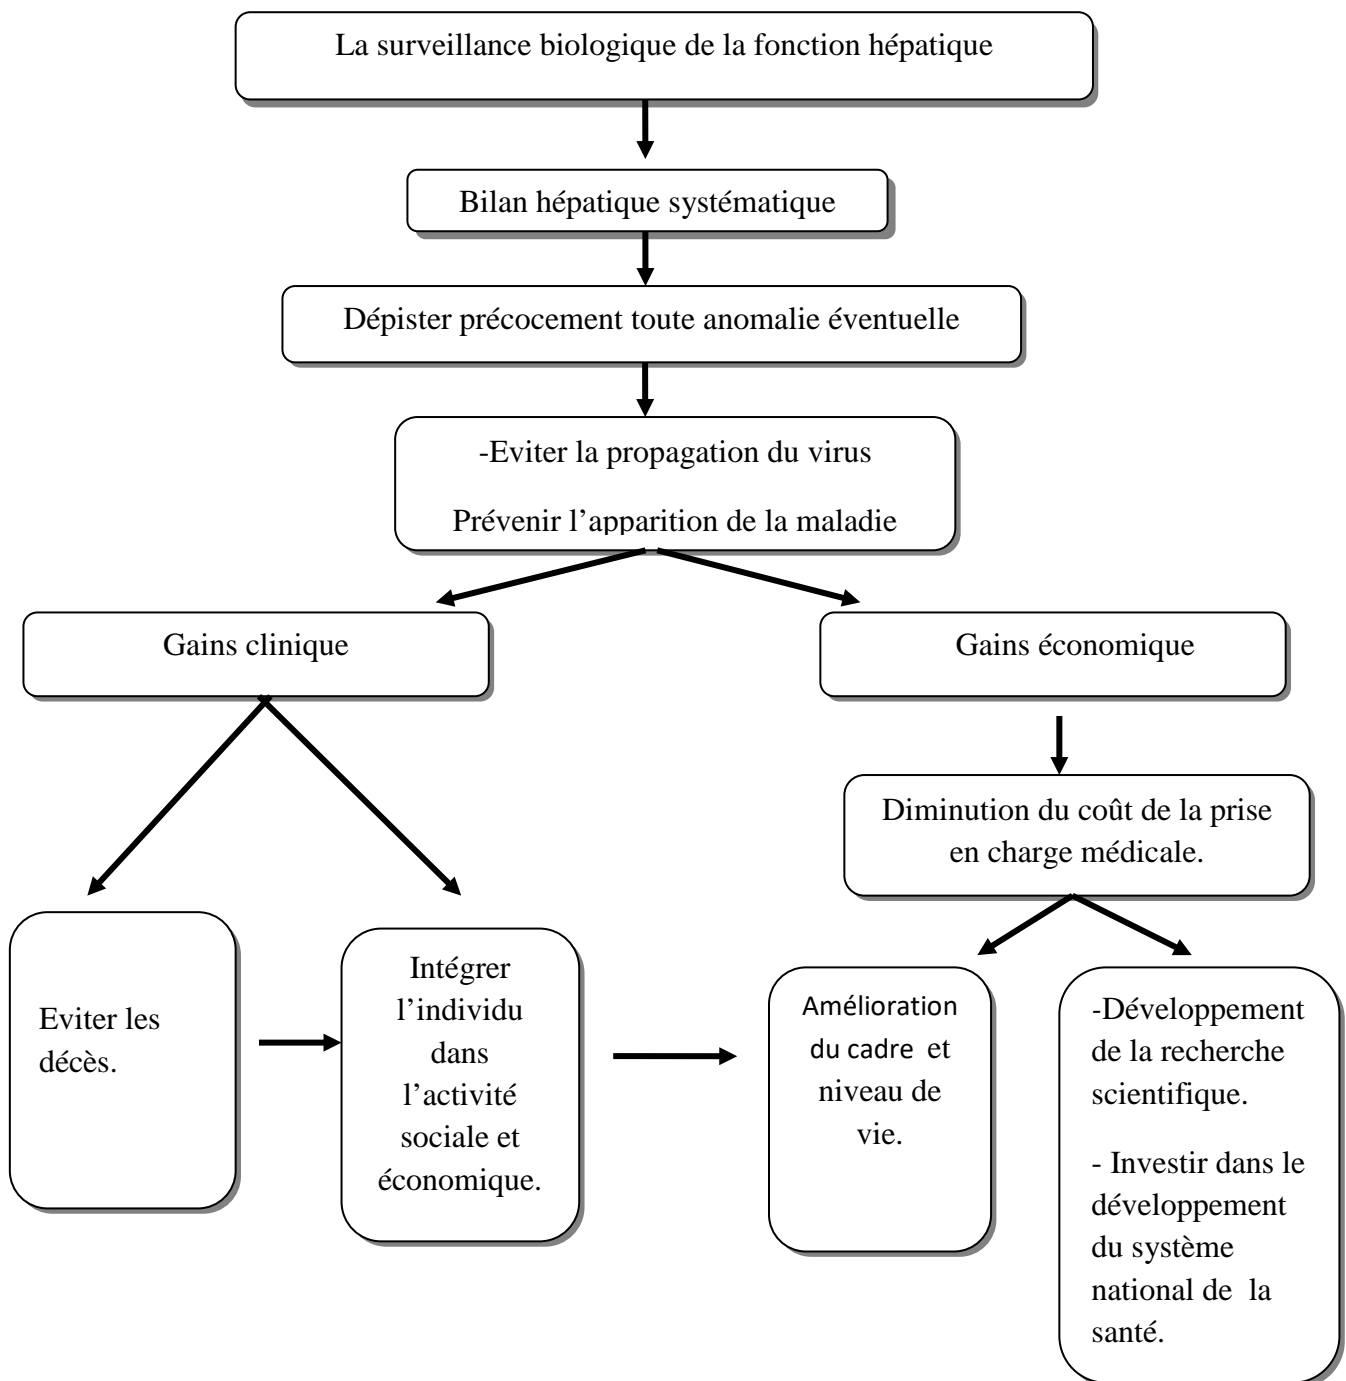 La surveillance biologique de la fonction hépatique
Bilan hépatique systématique
Dépister précocement toute anomalie éventuelle
-Eviter la propagation du virus
Prévenir l’apparition de la maladie
Gains clinique
Gains économique
Diminution du coût de la prise
en charge médicale.
Eviter les
décès.
Intégrer
l’individu
dans
l’activité
sociale et
économique.
Amélioration
du cadre et
niveau de
vie.
-Développement
de la recherche
scientifique.
- Investir dans le
développement
du système
national de la
santé.